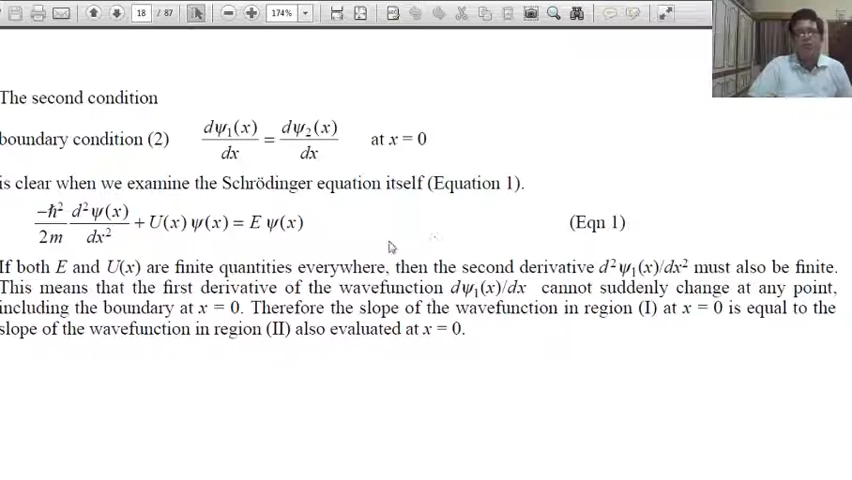 18 / 87 174%
The second condition
boundary condition (2) dψ₁(x)/dx = dψ₂(x)/dx at x = 0
is clear when we examine the Schrödinger equation itself (Equation 1).
−ħ²/2m d²ψ(x)/dx² + U(x) ψ(x) = E ψ(x) (Eqn 1)
If both E and U(x) are finite quantities everywhere, then the second derivative d²ψ₁(x)/dx² must also be finite.
This means that the first derivative of the wavefunction dψ₁(x)/dx cannot suddenly change at any point,
including the boundary at x = 0. Therefore the slope of the wavefunction in region (I) at x = 0 is equal to the
slope of the wavefunction in region (II) also evaluated at x = 0.